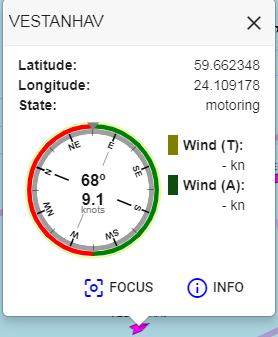 VESTANHAV
Latitude: 59.662348
Longitude: 24.109178
State: motoring
NE E
N SE
68º
9.1
knots
NW S
W SW
Wind (T):
- kn
Wind (A):
- kn
FOCUS INFO